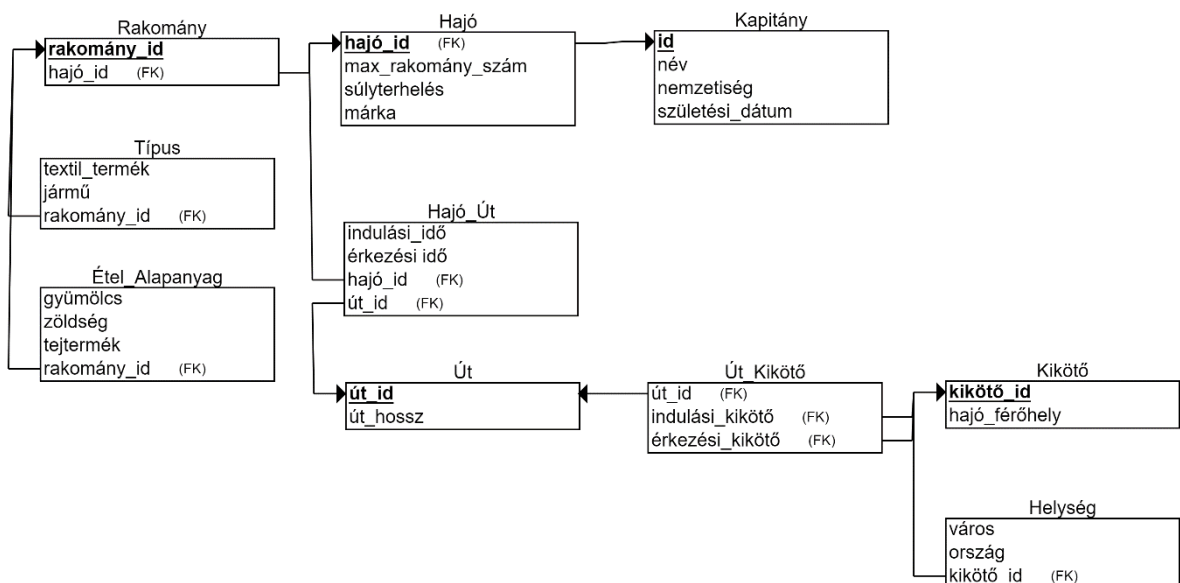 Rakomány
rakomány_id
hajó_id (FK)
Hajó
hajó_id (FK)
max_rakomány_szám
súlyterhelés
márka
Kapitány
id
név
nemzetiség
születési_dátum
Típus
textil_termék
jármű
rakomány_id (FK)
Hajó_Út
indulási_idő
érkezési idő
hajó_id (FK)
út_id (FK)
Étel_Alapanyag
gyümölcs
zöldség
tejtermék
rakomány_id (FK)
Út
út_id
út_hossz
Út_Kikötő
út_id (FK)
indulási_kikötő (FK)
érkezési_kikötő (FK)
Kikötő
kikötő_id
hajó_férőhely
Helység
város
ország
kikötő_id (FK)